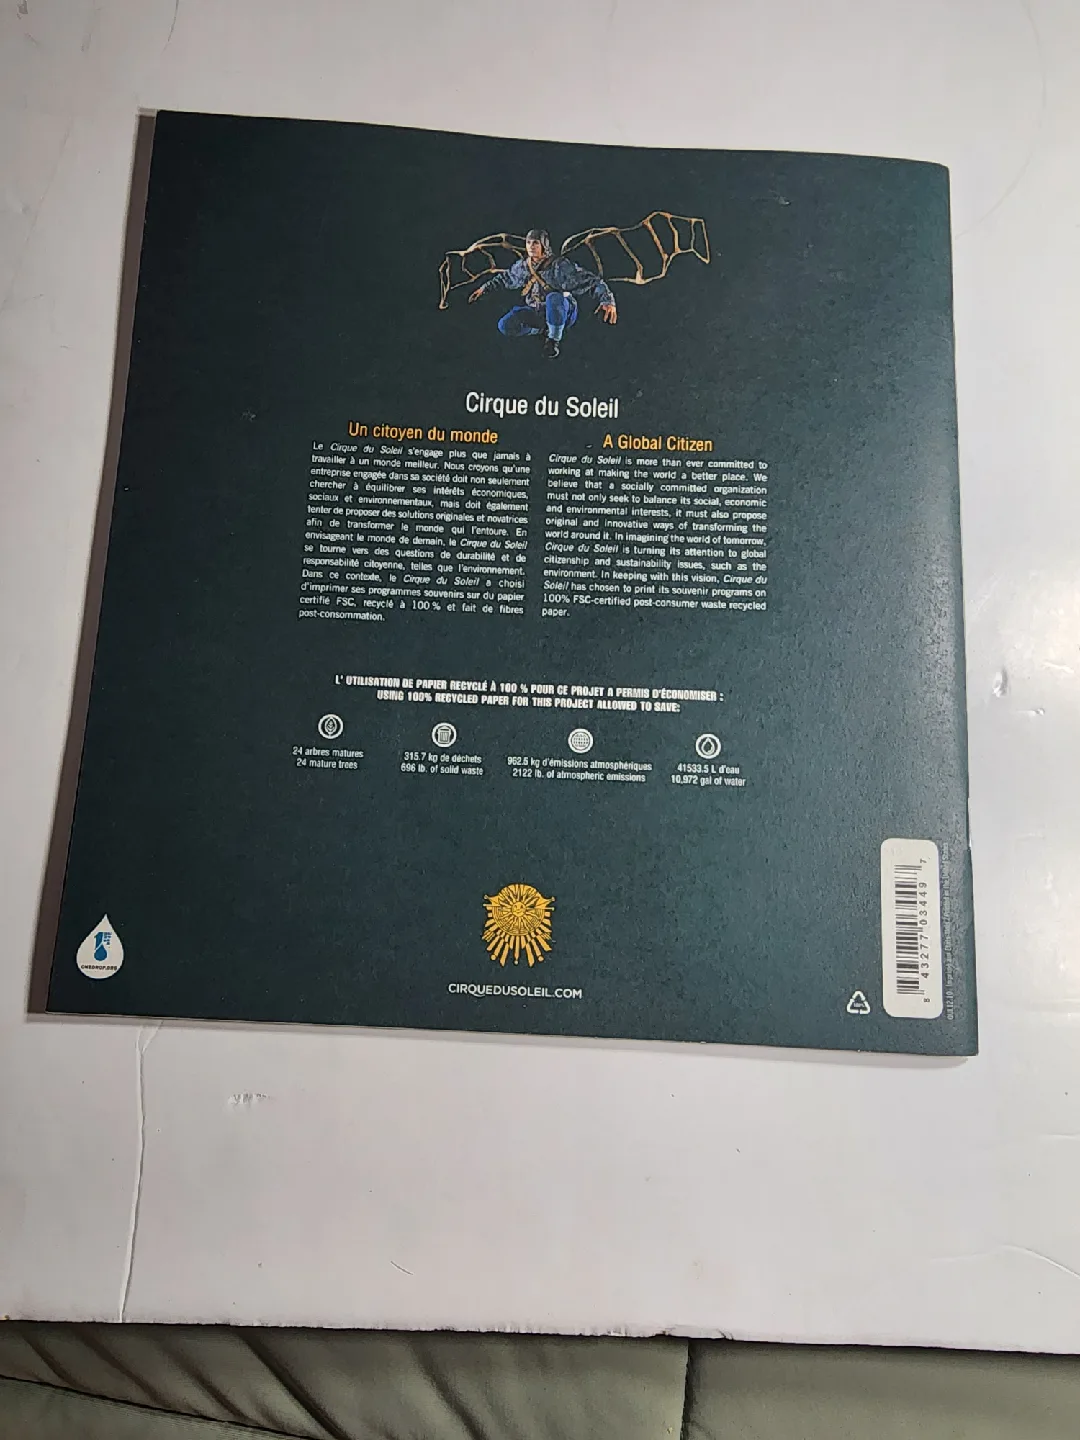 Cirque du Soleil
Un citoyen du monde
Le Cirque du Soleil s'engage plus que jamais à
travailler à un monde meilleur. Nous croyons qu'une
entreprise engagée dans sa société doit non seulement
chercher à équilibrer ses intérêts économiques,
sociaux et environnementaux, mais doit également
tenter de proposer des solutions originales et novatrices
afin de transformer le monde qui l'entoure. En
envisageant le monde de demain, le Cirque du Soleil
se tourne vers des questions de durabilité et de
responsabilité citoyenne, telles que l'environnement.
Dans ce contexte, le Cirque du Soleil a choisi
d'imprimer ses programmes souvenirs sur du papier
certifié FSC, recyclé à 100 % et fait de fibres
post-consommation.
A Global Citizen
Cirque du Soleil is more than ever committed to
working at making the world a better place. We
believe that a socially committed organization
must not only seek to balance its social, economic
and environmental interests, it must also propose
original and innovative ways of transforming the
world around it. In imagining the world of tomorrow,
Cirque du Soleil is turning its attention to global
citizenship and sustainability issues, such as the
environment. In keeping with this vision, Cirque du
Soleil has chosen to print its souvenir programs on
100% FSC-certified post-consumer waste recycled
paper.
L' UTILISATION DE PAPIER RECYCLÉ À 100 % POUR CE PROJET A PERMIS D'ÉCONOMISER :
USING 100% RECYCLED PAPER FOR THIS PROJECT ALLOWED TO SAVE:
24 arbres matures
24 mature trees
315.7 kg de déchets
696 lb. of solid waste
962.5 kg d'émissions atmosphériques
2122 lb. of atmospheric emissions
41533.5 L d'eau
10,972 gal of water
ONEDROP.ORG
CIRQUEDUSOLEIL.COM
8 43277 03449 7